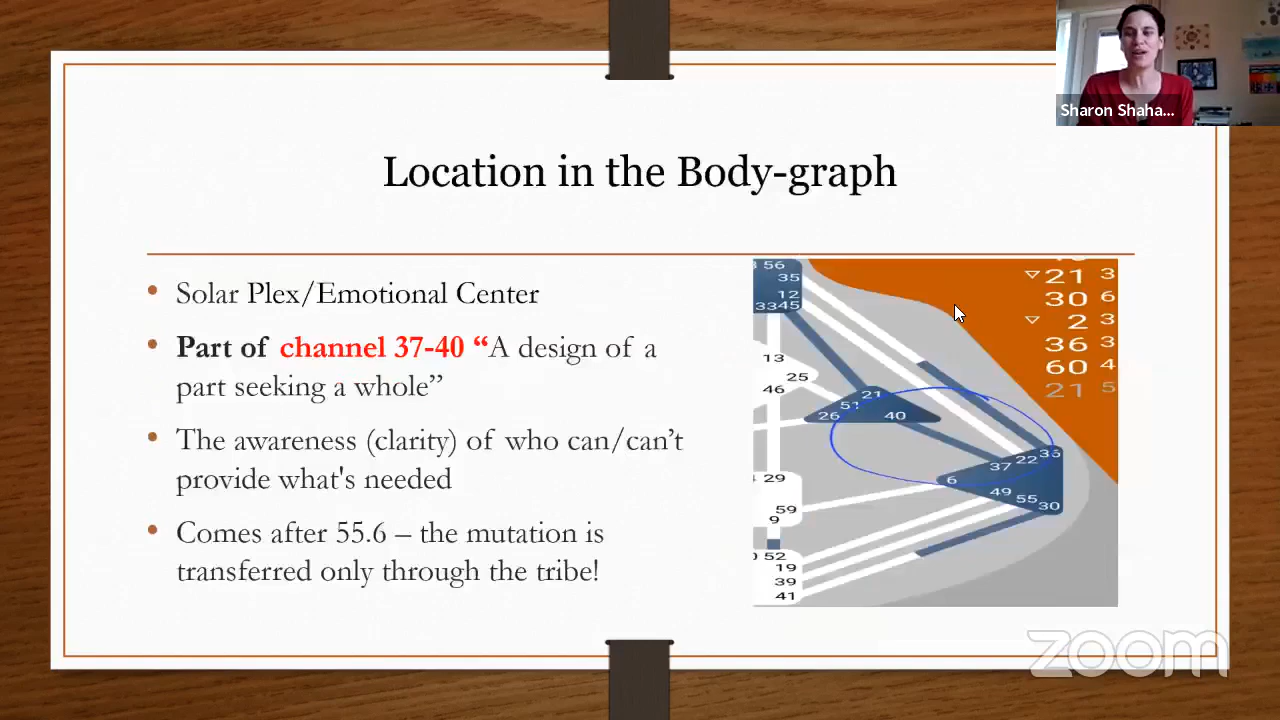 Sharon Shaha...
Location in the Body-graph
• Solar Plex/Emotional Center
• Part of channel 37-40 “A design of a
part seeking a whole”
• The awareness (clarity) of who can/can’t
provide what's needed
• Comes after 55.6 – the mutation is
transferred only through the tribe!
56
35
12
3345
13
25
46
21
51
26 40
29
59
9
52
19
39
41
37 22 36
6
49 55 30
▽ 21 3
30 6
▽ 2 3
36 3
60 4
21 5
zoom